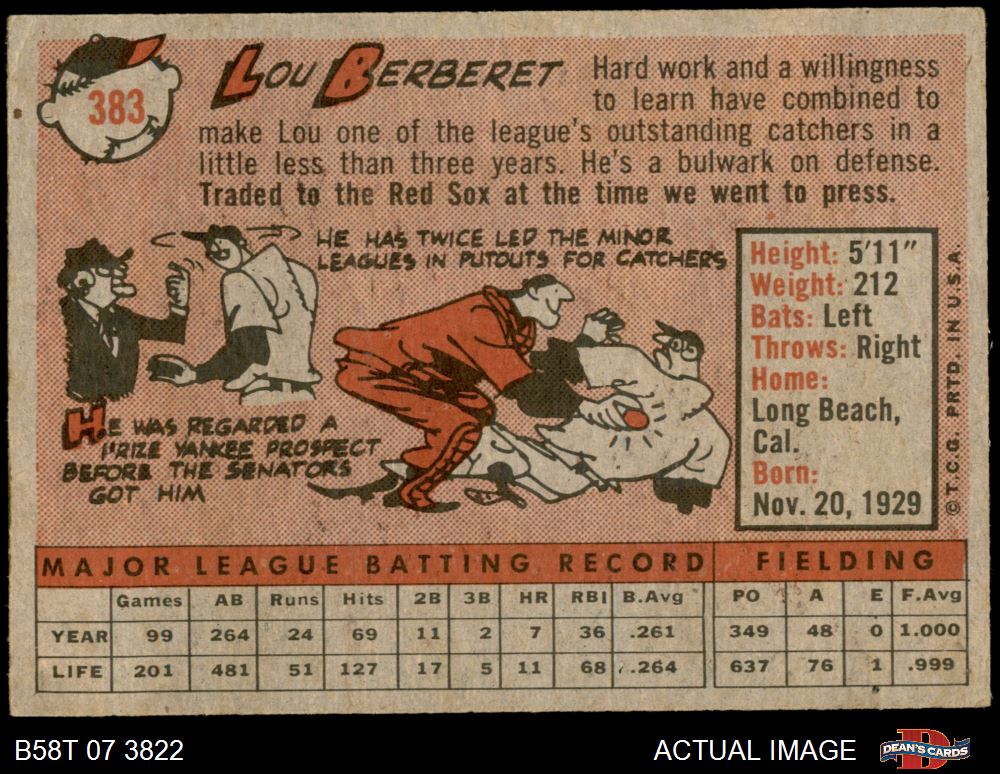 383
LOU BERBERET
Hard work and a willingness
to learn have combined to
make Lou one of the league's outstanding catchers in a
little less than three years. He's a bulwark on defense.
Traded to the Red Sox at the time we went to press.
HE HAS TWICE LED THE MINOR
LEAGUES IN PUTOUTS FOR CATCHERS
HE WAS REGARDED A
PRIZE YANKEE PROSPECT
BEFORE THE SENATORS
GOT HIM
Height: 5'11"
Weight: 212
Bats: Left
Throws: Right
Home:
Long Beach,
Cal.
Born:
Nov. 20, 1929
© T.C.G. PRTD. IN U.S.A.
MAJOR LEAGUE BATTING RECORD FIELDING
Games AB Runs Hits 2B 3B HR RBI B.Avg PO A E F.Avg
YEAR 99 264 24 69 11 2 7 36 .261 349 48 0 1.000
LIFE 201 481 51 127 17 5 11 68 .264 637 76 1 .999
B58T 07 3822 ACTUAL IMAGE DEAN'S CARDS